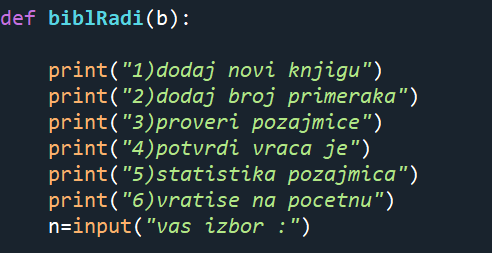 def biblRadi(b):
print("1)dodaj novi knjigu")
print("2)dodaj broj primeraka")
print("3)proveri pozajmice")
print("4)potvrdi vraca je")
print("5)statistika pozajmica")
print("6)vratise na pocetnu")
n=input("vas izbor :")